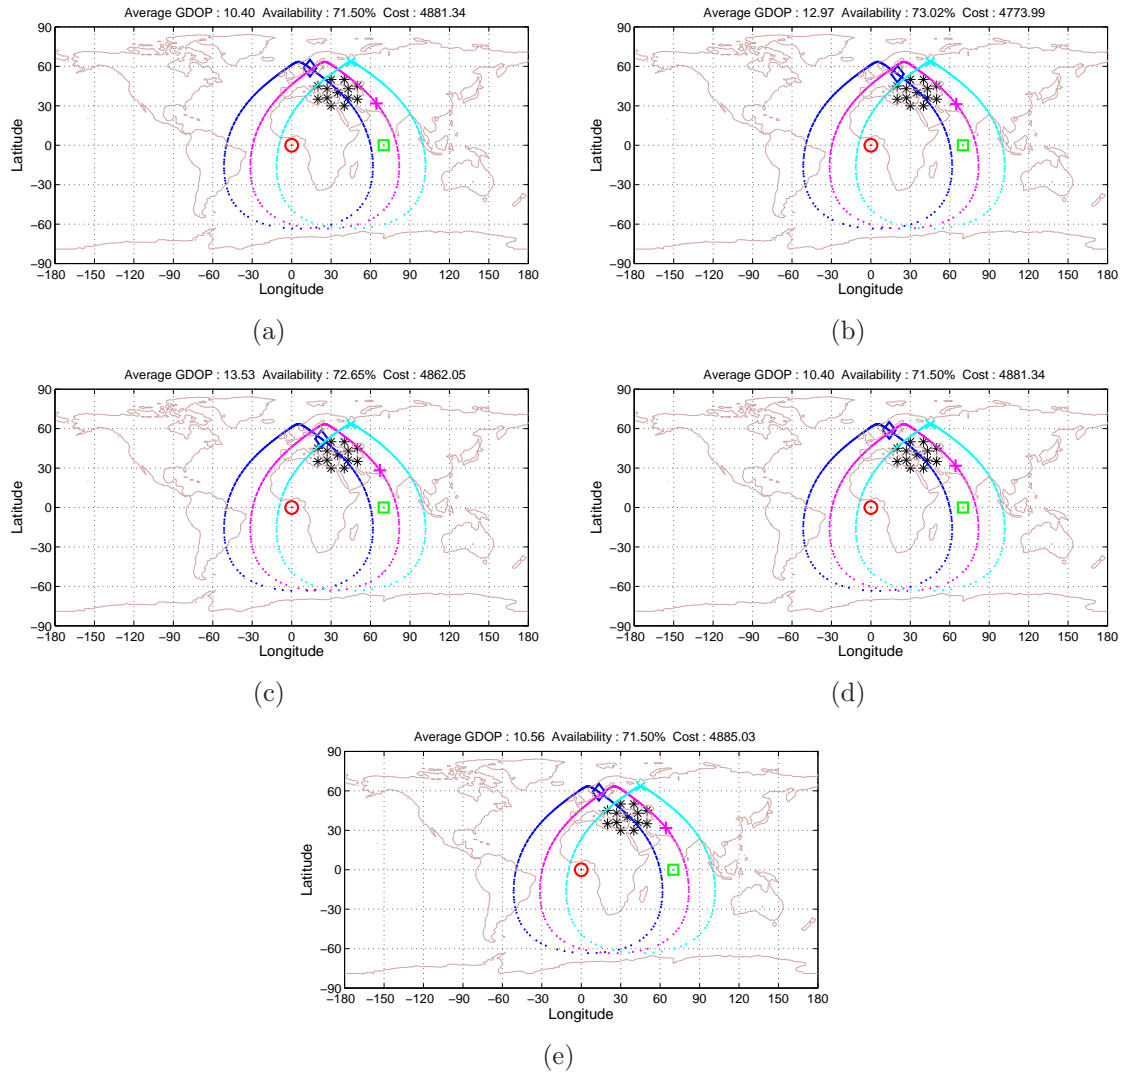 Average GDOP : 10.40 Availability : 71.50% Cost : 4881.34
90
60
30
0
−30
−60
−90
Latitude
−180 −150 −120 −90 −60 −30 0 30 60 90 120 150 180
Longitude
(a)
Average GDOP : 12.97 Availability : 73.02% Cost : 4773.99
90
60
30
0
−30
−60
−90
Latitude
−180 −150 −120 −90 −60 −30 0 30 60 90 120 150 180
Longitude
(b)
Average GDOP : 13.53 Availability : 72.65% Cost : 4862.05
90
60
30
0
−30
−60
−90
Latitude
−180 −150 −120 −90 −60 −30 0 30 60 90 120 150 180
Longitude
(c)
Average GDOP : 10.40 Availability : 71.50% Cost : 4881.34
90
60
30
0
−30
−60
−90
Latitude
−180 −150 −120 −90 −60 −30 0 30 60 90 120 150 180
Longitude
(d)
Average GDOP : 10.56 Availability : 71.50% Cost : 4885.03
90
60
30
0
−30
−60
−90
Latitude
−180 −150 −120 −90 −60 −30 0 30 60 90 120 150 180
Longitude
(e)